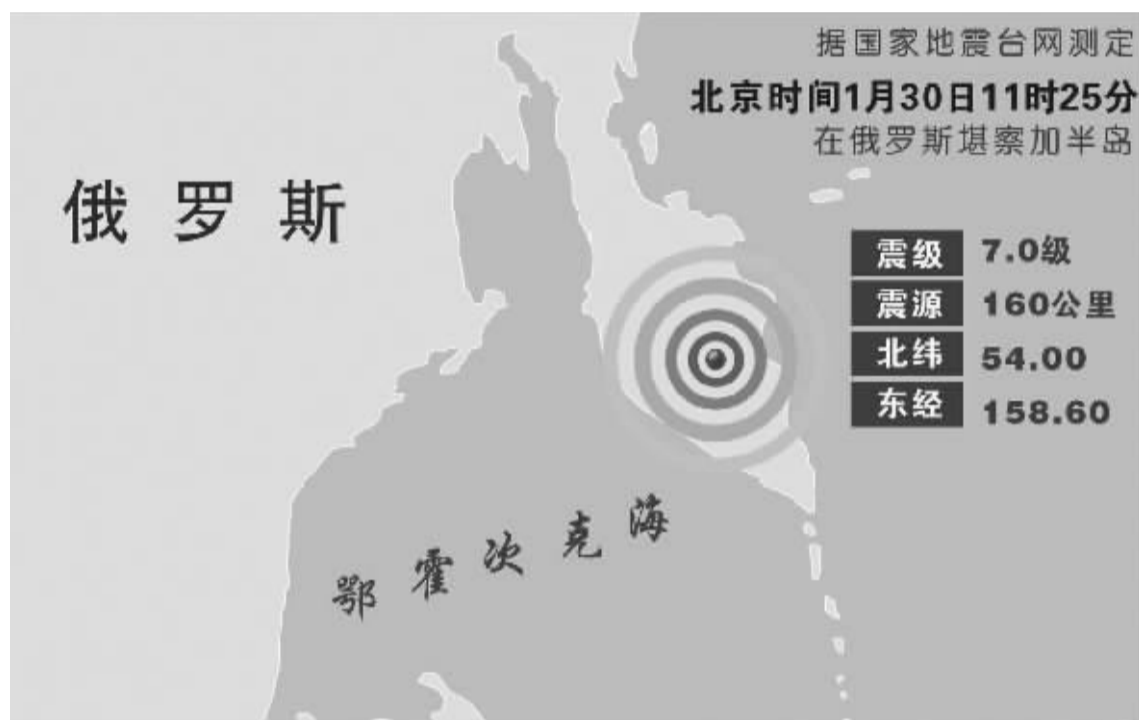 据国家地震台网测定
北京时间1月30日11时25分
在俄罗斯堪察加半岛
俄罗斯
震级 7.0级
震源 160公里
北纬 54.00
东经 158.60
鄂霍次克海